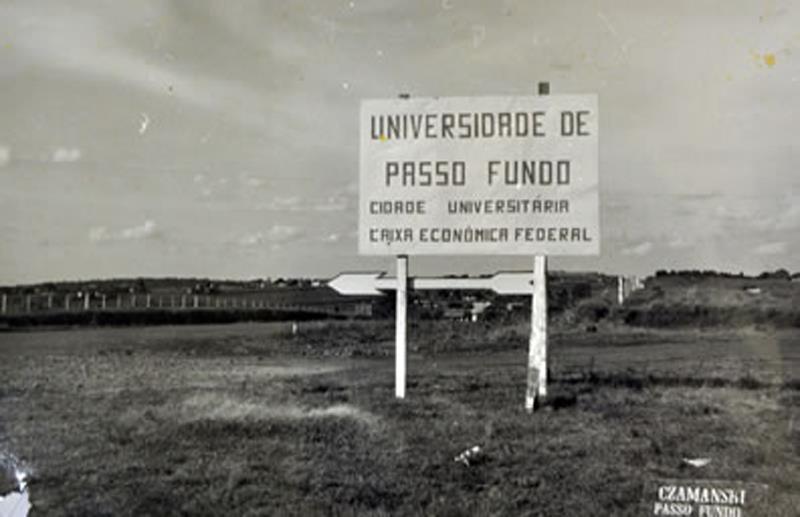 UNIVERSIDADE DE
PASSO FUNDO
CIDADE UNIVERSITÁRIA
CAIXA ECONÔMICA FEDERAL
CZAMANSKI
PASSO FUNDO